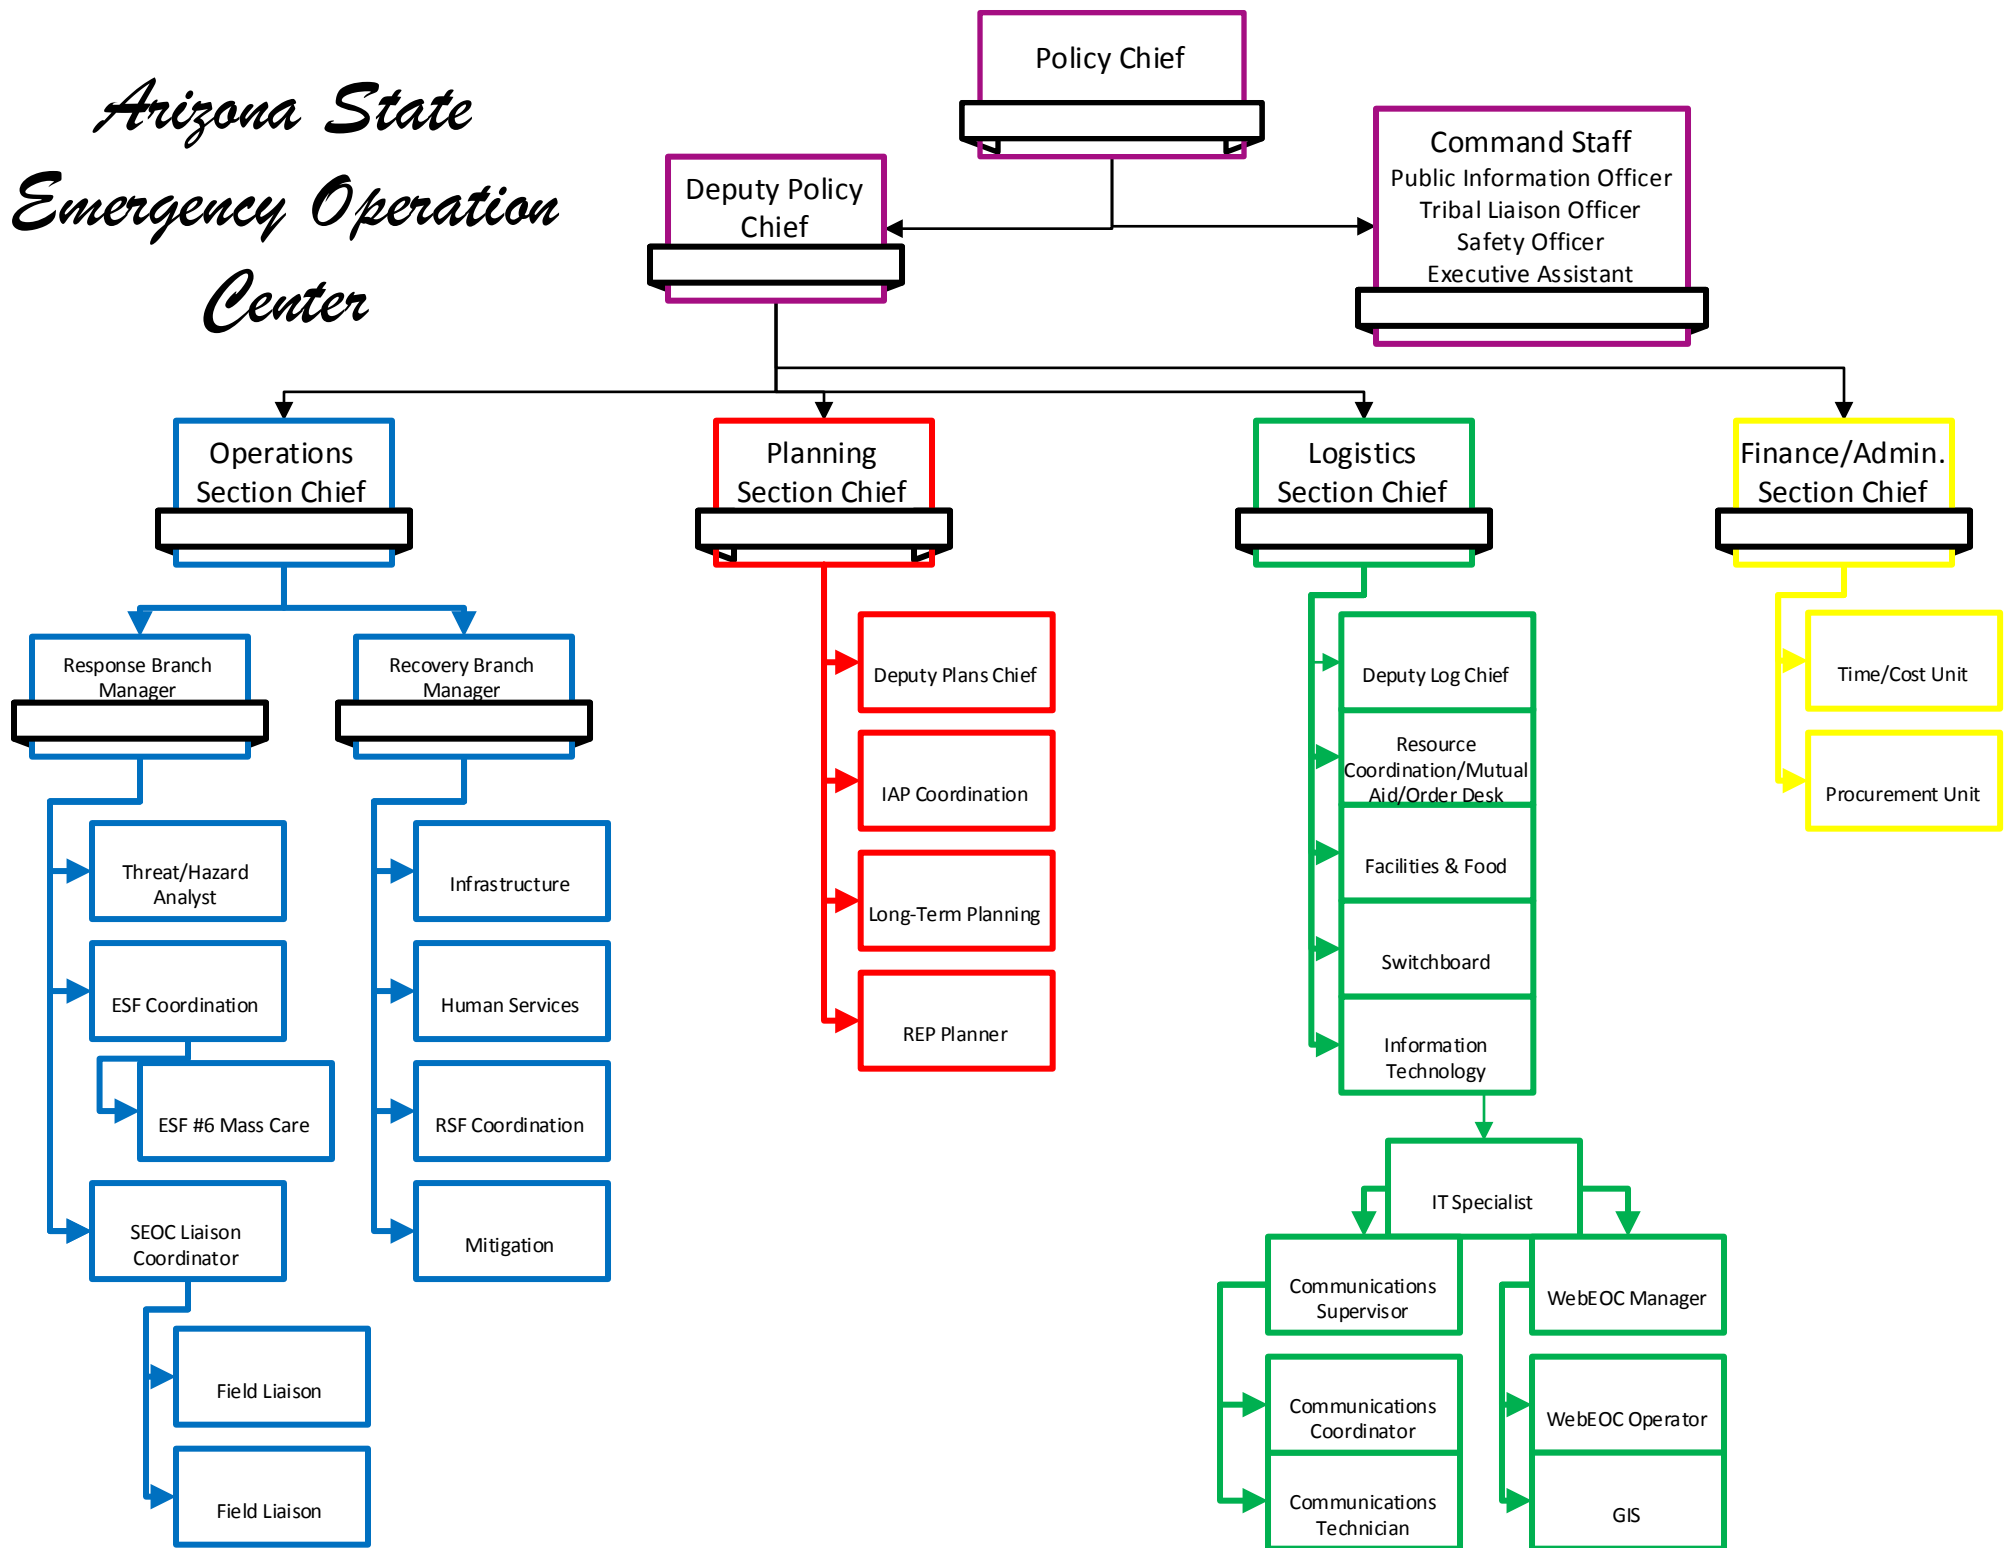 Arizona State
Emergency Operation
Center
Policy Chief
Command Staff
Public Information Officer
Tribal Liaison Officer
Safety Officer
Executive Assistant
Deputy Policy
Chief
Operations
Section Chief
Planning
Section Chief
Logistics
Section Chief
Finance/Admin.
Section Chief
Response Branch
Manager
Recovery Branch
Manager
Threat/Hazard
Analyst
ESF Coordination
ESF #6 Mass Care
SEOC Liaison
Coordinator
Field Liaison
Field Liaison
Infrastructure
Human Services
RSF Coordination
Mitigation
Deputy Plans Chief
IAP Coordination
Long-Term Planning
REP Planner
Deputy Log Chief
Resource
Coordination/Mutual
Aid/Order Desk
Facilities & Food
Switchboard
Information
Technology
IT Specialist
Communications
Supervisor
Communications
Coordinator
Communications
Technician
WebEOC Manager
WebEOC Operator
GIS
Time/Cost Unit
Procurement Unit